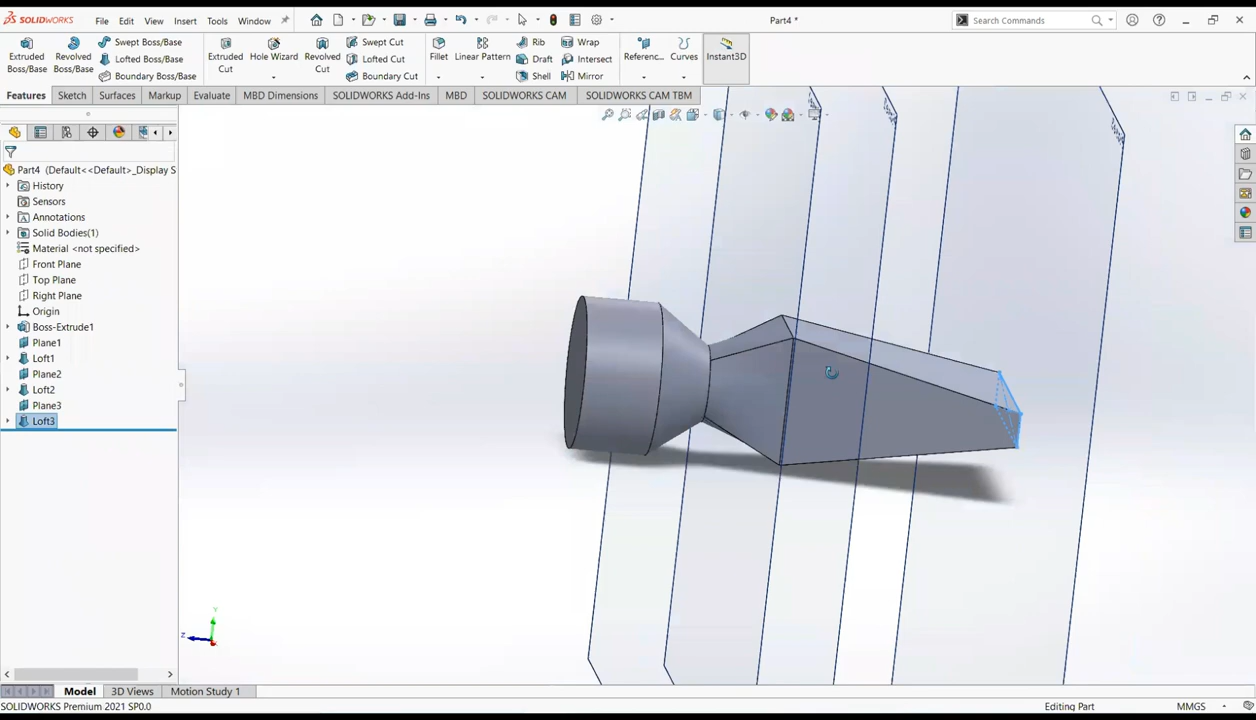 SOLIDWORKS File Edit View Insert Tools Window Part4 * Search Commands
Extruded Boss/Base
Revolved Boss/Base
Swept Boss/Base
Lofted Boss/Base
Boundary Boss/Base
Extruded Cut
Hole Wizard
Revolved Cut
Swept Cut
Lofted Cut
Boundary Cut
Fillet
Linear Pattern
Rib
Draft
Shell
Wrap
Intersect
Mirror
Referenc...
Curves
Instant3D
Features Sketch Surfaces Markup Evaluate MBD Dimensions SOLIDWORKS Add-Ins MBD SOLIDWORKS CAM SOLIDWORKS CAM TBM
Part4 (Default<<Default>_Display S
History
Sensors
Annotations
Solid Bodies(1)
Material <not specified>
Front Plane
Top Plane
Right Plane
Origin
Boss-Extrude1
Plane1
Loft1
Plane2
Loft2
Plane3
Loft3
Y
Z
Model 3D Views Motion Study 1
SOLIDWORKS Premium 2021 SP0.0 Editing Part MMGS